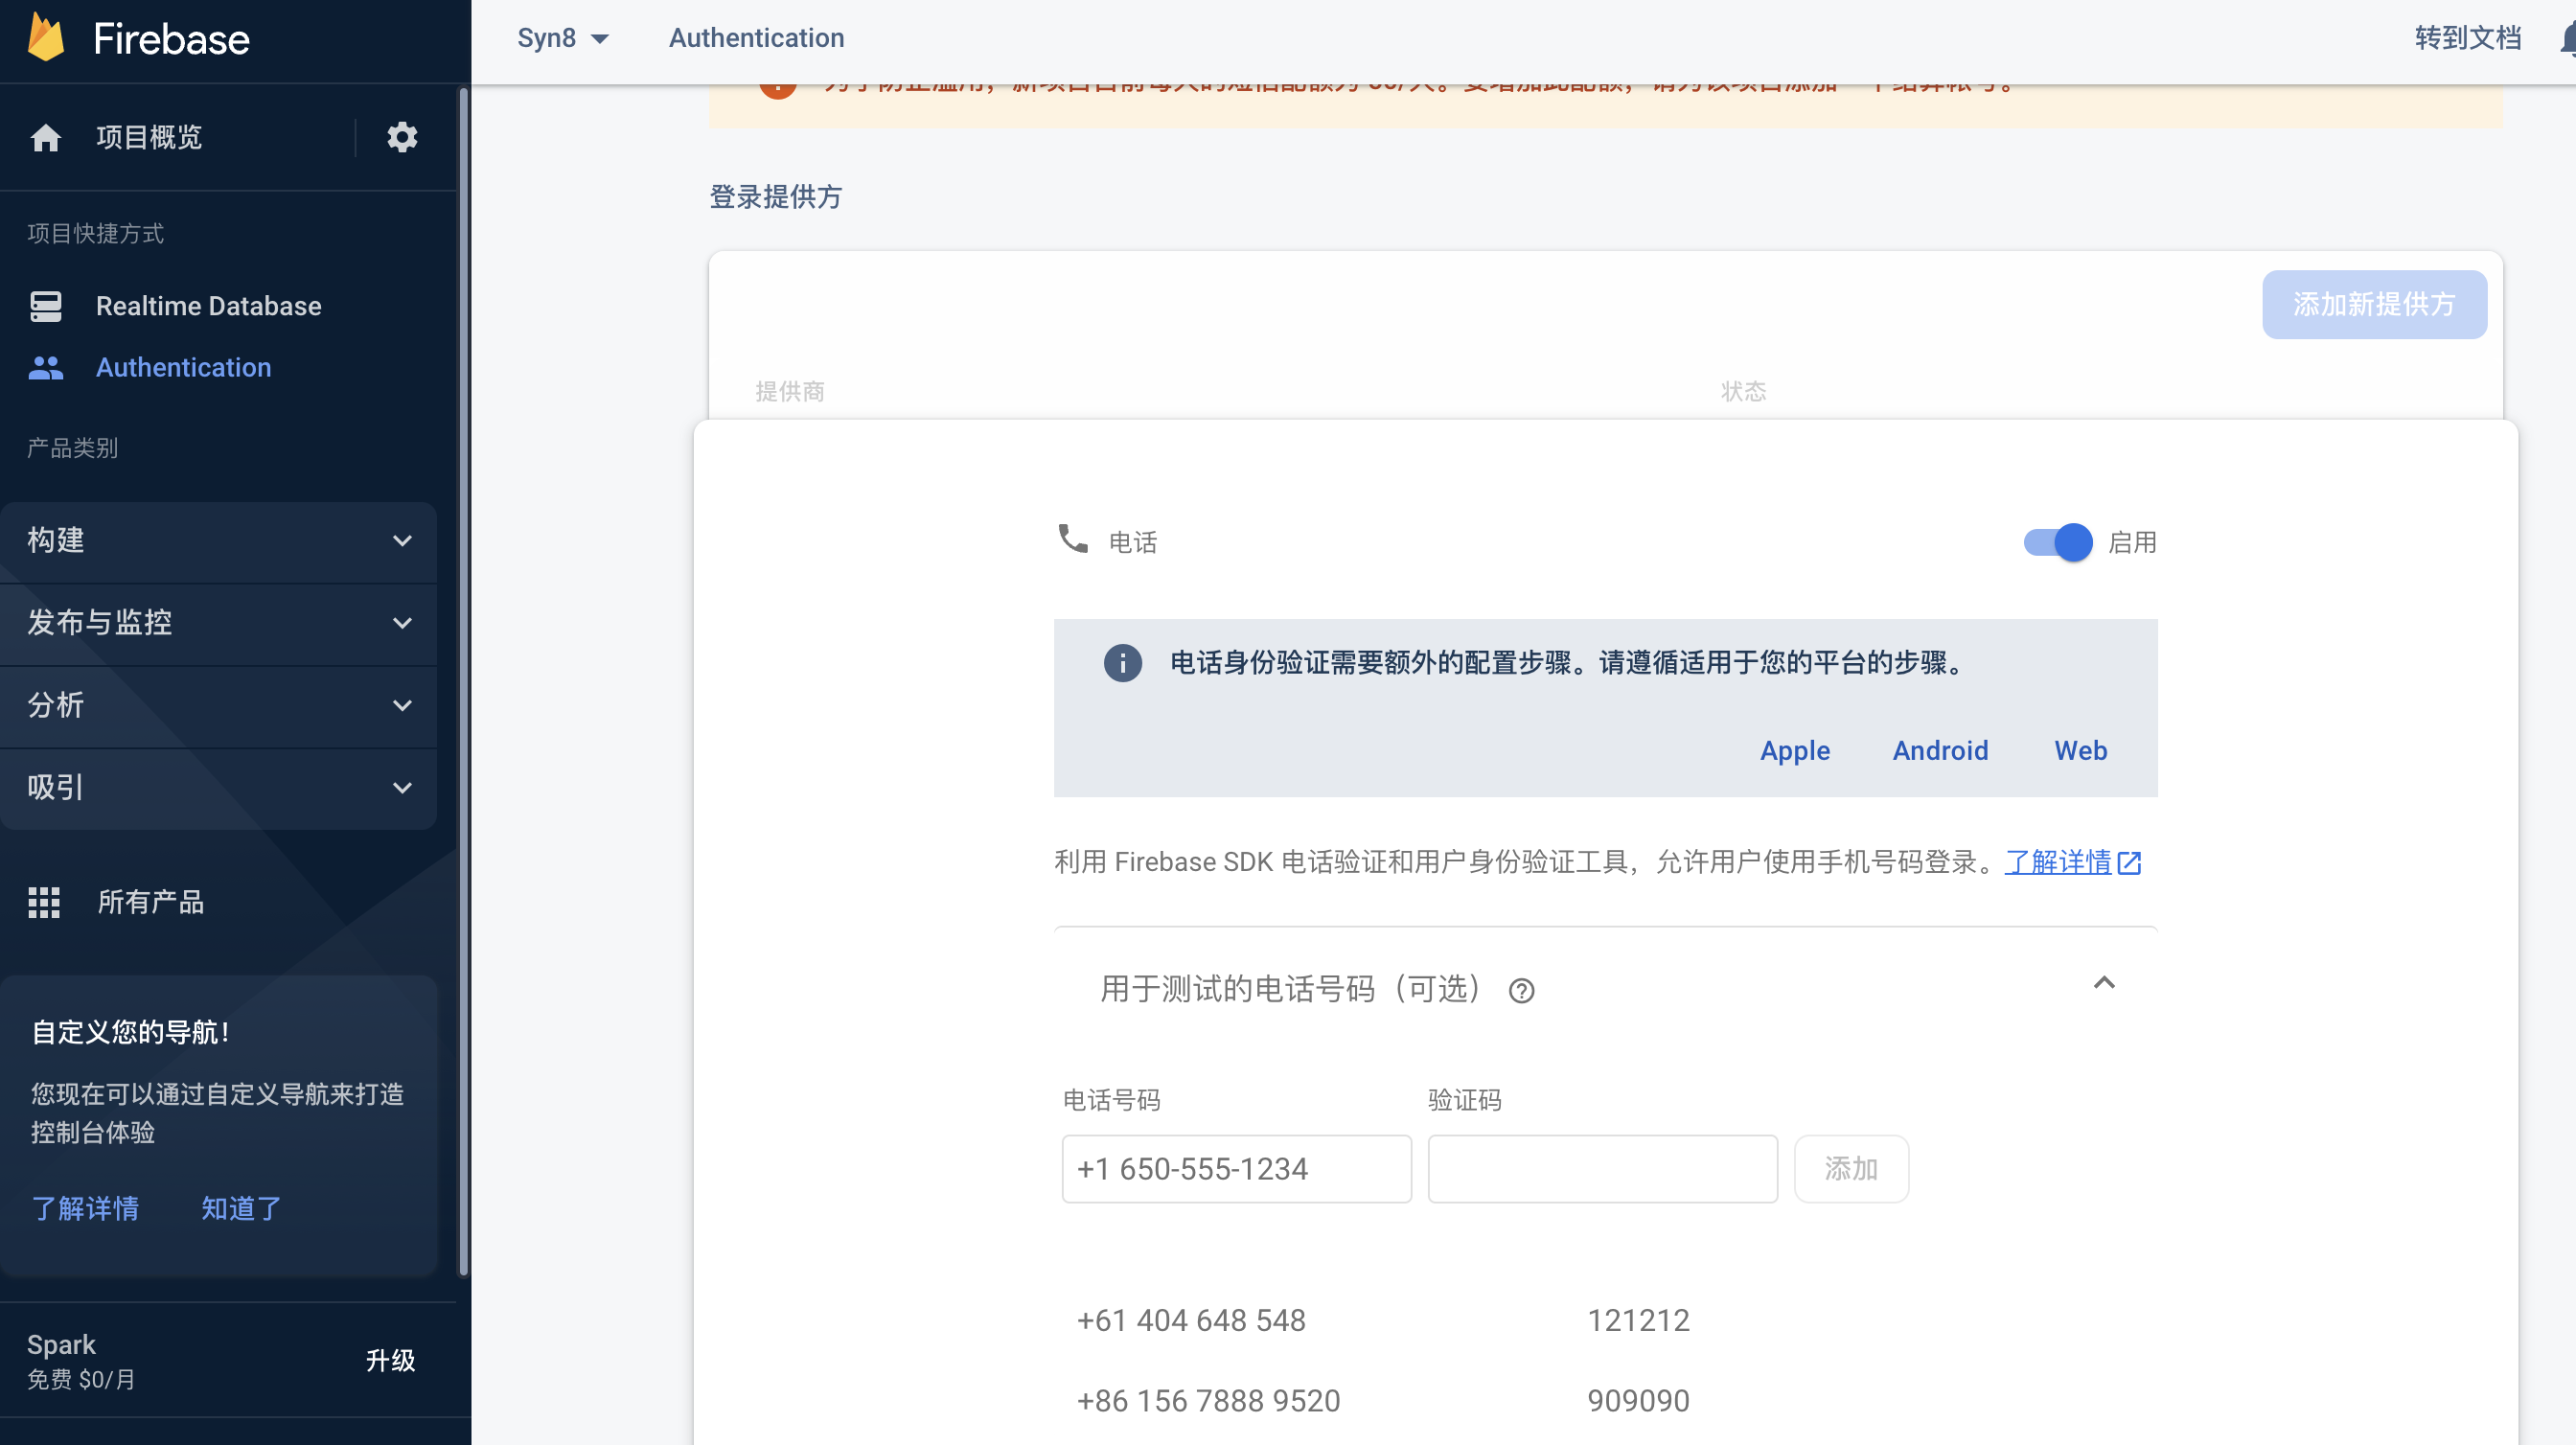 Firebase
Syn8
Authentication
转到文档
项目概览
项目快捷方式
Realtime Database
Authentication
产品类别
构建
发布与监控
分析
吸引
所有产品
自定义您的导航！
您现在可以通过自定义导航来打造
控制台体验
了解详情
知道了
Spark
免费 $0/月
升级
登录提供方
添加新提供方
提供商
状态
电话
启用
电话身份验证需要额外的配置步骤。请遵循适用于您的平台的步骤。
Apple
Android
Web
利用 Firebase SDK 电话验证和用户身份验证工具，允许用户使用手机号码登录。了解详情
用于测试的电话号码（可选）
电话号码
验证码
+1 650-555-1234
添加
+61 404 648 548
121212
+86 156 7888 9520
909090